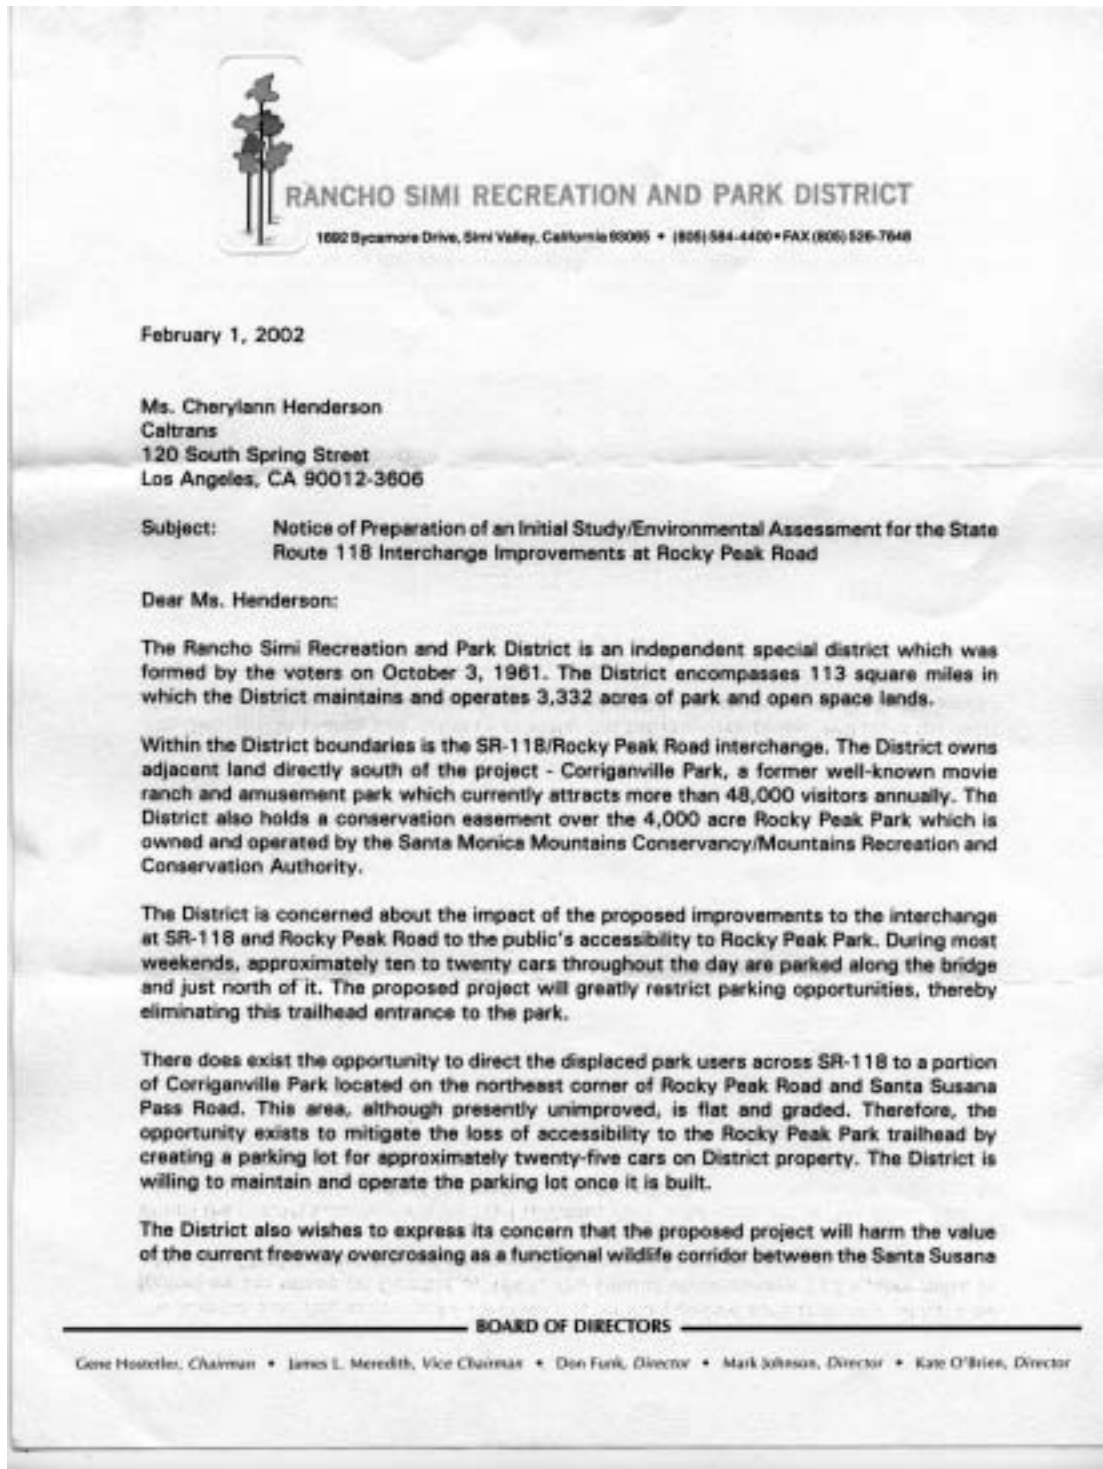 RANCHO SIMI RECREATION AND PARK DISTRICT
1692 Sycamore Drive, Simi Valley, California 93065 • (805) 584-4400 • FAX (805) 526-7648
February 1, 2002
Ms. Cherylann Henderson
Caltrans
120 South Spring Street
Los Angeles, CA 90012-3606
Subject: Notice of Preparation of an Initial Study/Environmental Assessment for the State
Route 118 Interchange Improvements at Rocky Peak Road
Dear Ms. Henderson:
The Rancho Simi Recreation and Park District is an independent special district which was
formed by the voters on October 3, 1961. The District encompasses 113 square miles in
which the District maintains and operates 3,332 acres of park and open space lands.
Within the District boundaries is the SR-118/Rocky Peak Road interchange. The District owns
adjacent land directly south of the project - Corriganville Park, a former well-known movie
ranch and amusement park which currently attracts more than 48,000 visitors annually. The
District also holds a conservation easement over the 4,000 acre Rocky Peak Park which is
owned and operated by the Santa Monica Mountains Conservancy/Mountains Recreation and
Conservation Authority.
The District is concerned about the impact of the proposed improvements to the interchange
at SR-118 and Rocky Peak Road to the public's accessibility to Rocky Peak Park. During most
weekends, approximately ten to twenty cars throughout the day are parked along the bridge
and just north of it. The proposed project will greatly restrict parking opportunities, thereby
eliminating this trailhead entrance to the park.
There does exist the opportunity to direct the displaced park users across SR-118 to a portion
of Corriganville Park located on the northeast corner of Rocky Peak Road and Santa Susana
Pass Road. This area, although presently unimproved, is flat and graded. Therefore, the
opportunity exists to mitigate the loss of accessibility to the Rocky Peak Park trailhead by
creating a parking lot for approximately twenty-five cars on District property. The District is
willing to maintain and operate the parking lot once it is built.
The District also wishes to express its concern that the proposed project will harm the value
of the current freeway overcrossing as a functional wildlife corridor between the Santa Susana
BOARD OF DIRECTORS
Gene Hostetler, Chairman • James L. Meredith, Vice Chairman • Don Funk, Director • Mark Johnson, Director • Kate O'Brien, Director